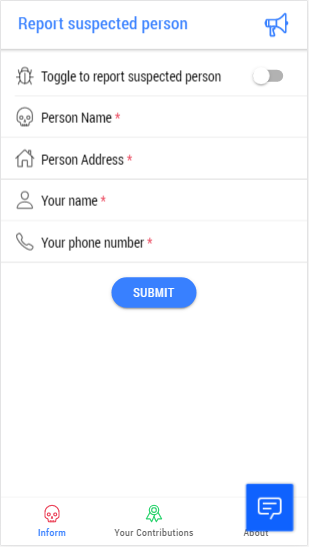 Report suspected person
Toggle to report suspected person
Person Name *
Person Address *
Your name *
Your phone number *
SUBMIT
Inform
Your Contributions
About